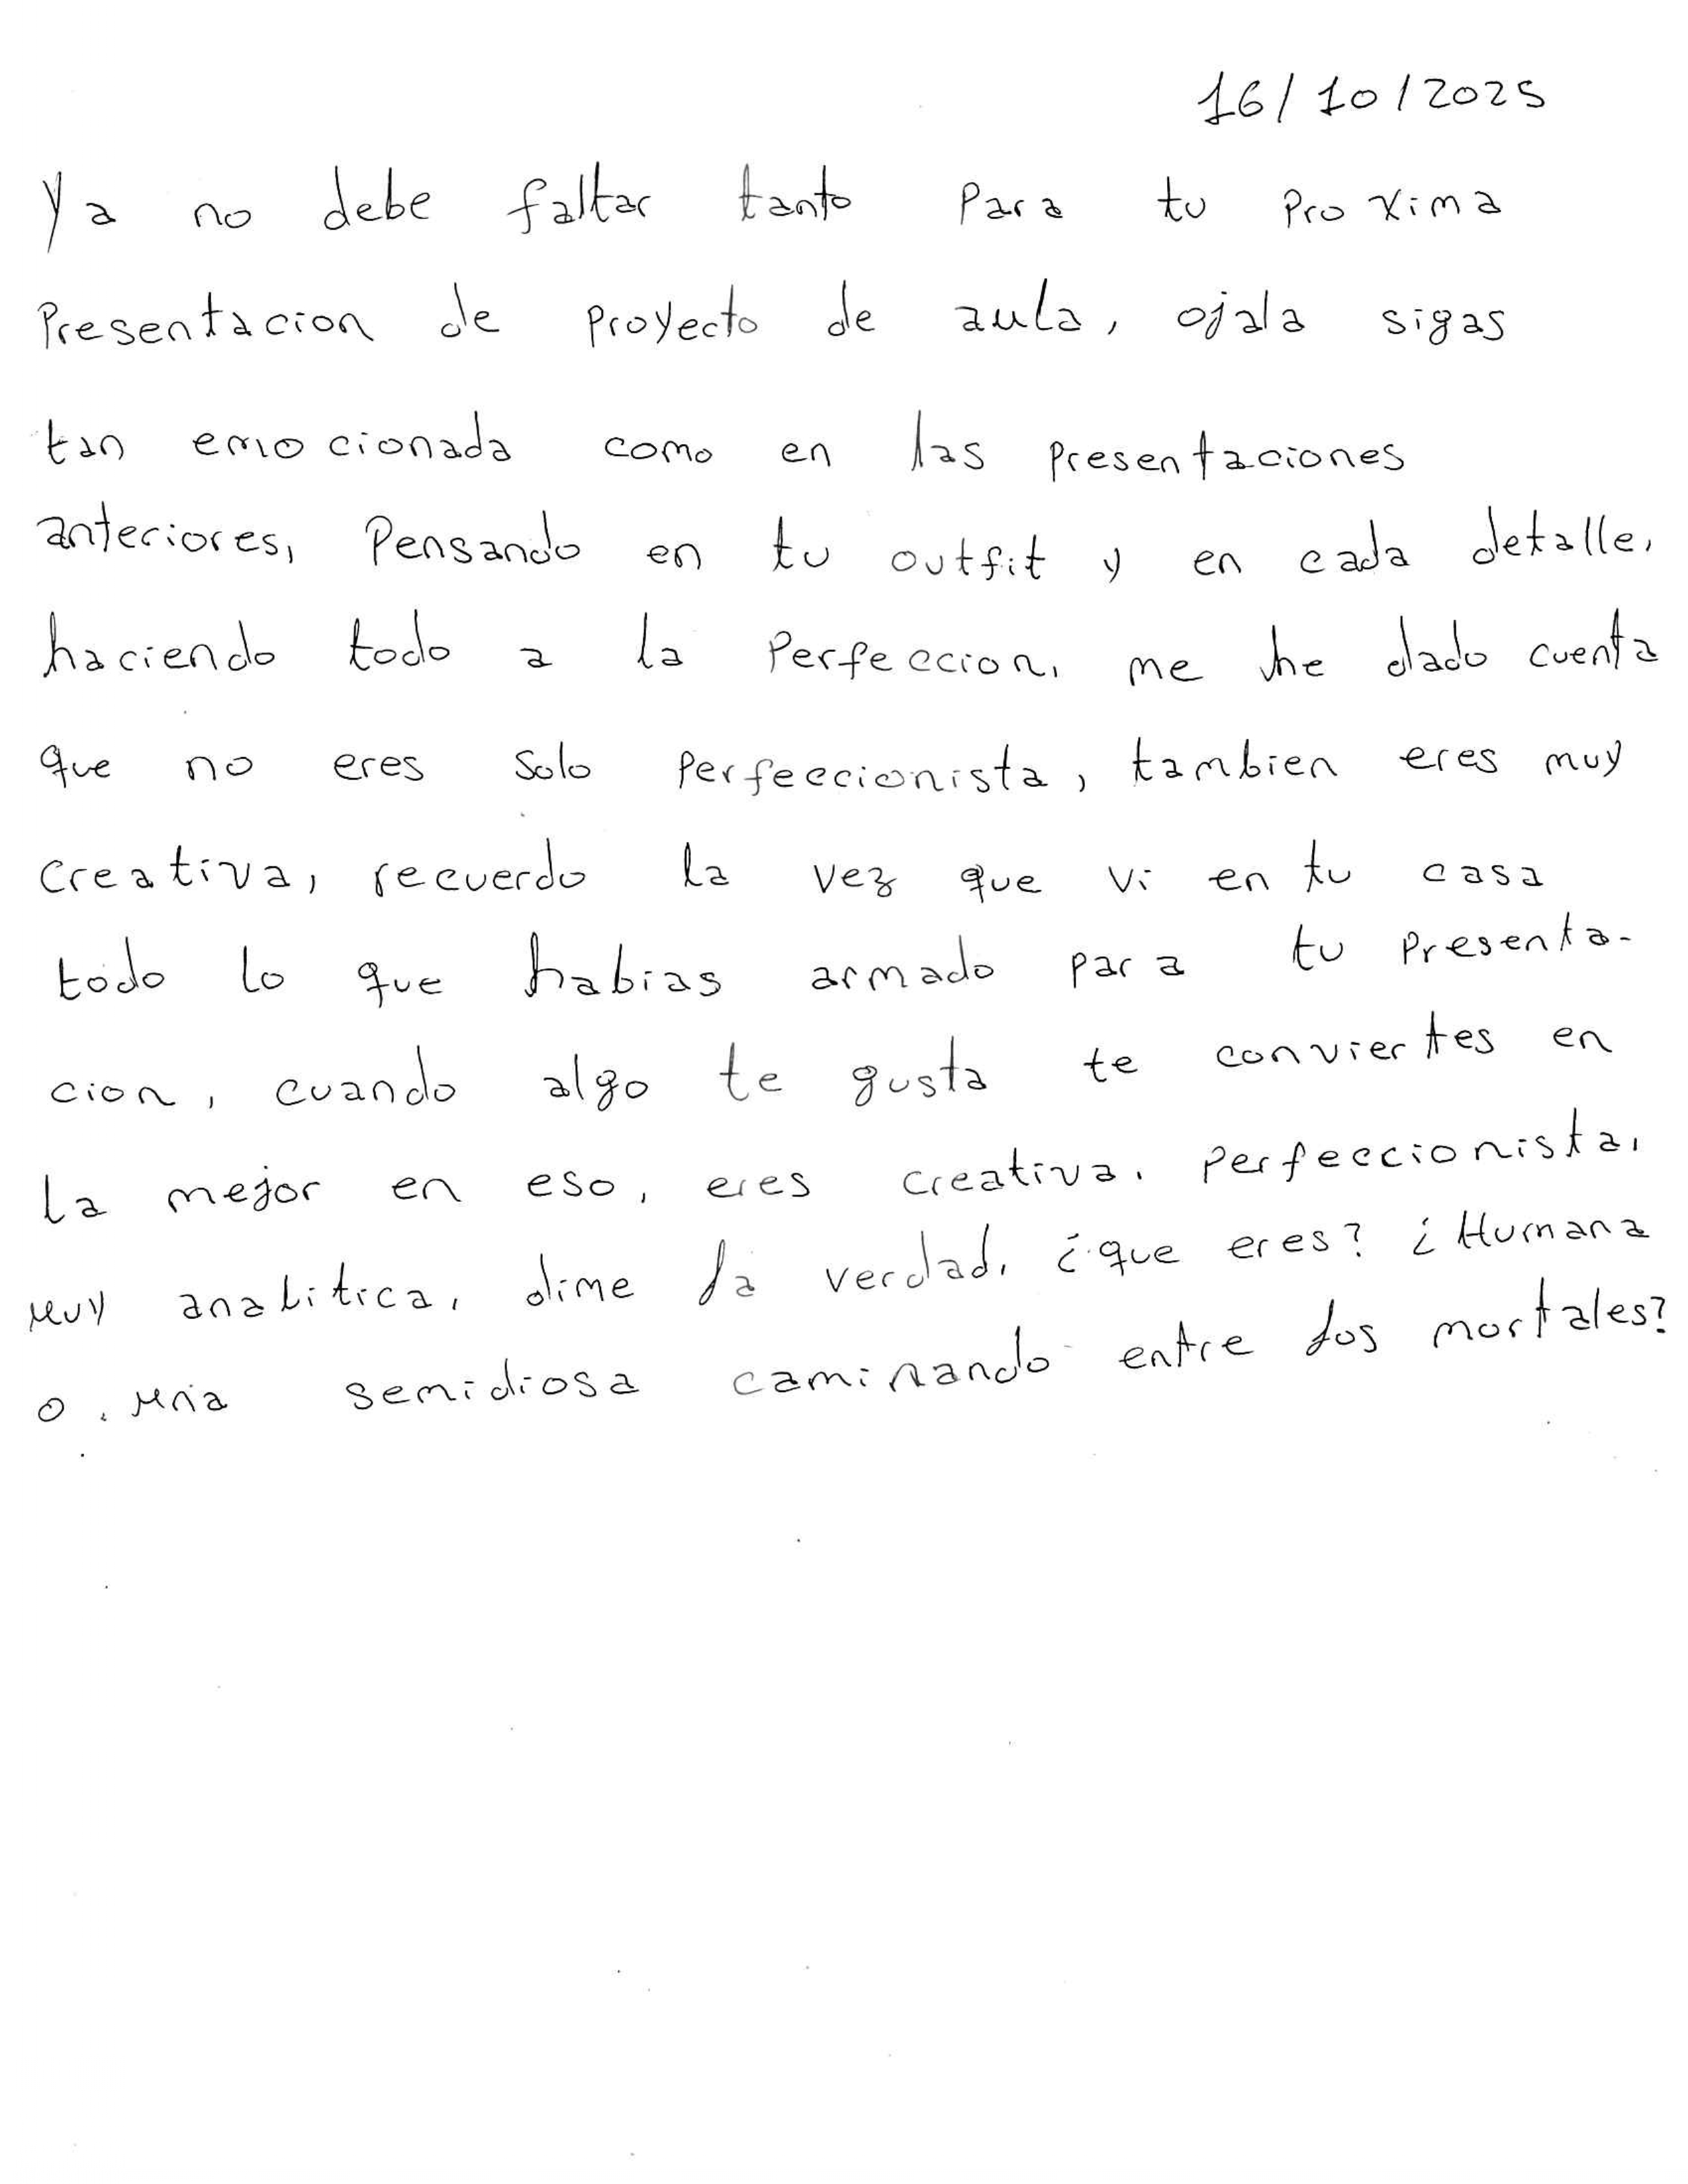 16/10/2025
Ya no debe faltar tanto Para tu Proxima
Presentacion de Proyecto de aula, ojala sigas
tan emocionada como en las presentaciones
anteriores, Pensando en tu outfit y en cada detalle,
haciendo todo a la Perfeccion, me he dado cuenta
que no eres solo Perfeccionista, tambien eres muy
creativa, recuerdo la vez que vi en tu casa
todo lo que habias armado para tu Presenta-
cion, cuando algo te gusta te conviertes en
la mejor en eso, eres creativa, perfeccionista,
muy analitica, dime la verdad, ¿que eres? ¿Humana
o una semidiosa caminando entre los mortales?